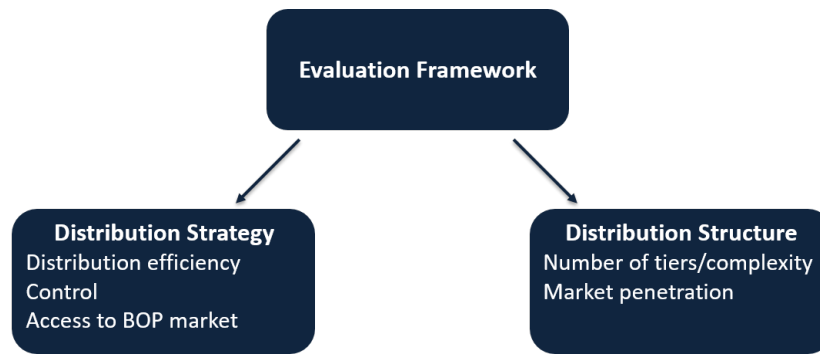 Evaluation Framework
Distribution Strategy
Distribution efficiency
Control
Access to BOP market
Distribution Structure
Number of tiers/complexity
Market penetration